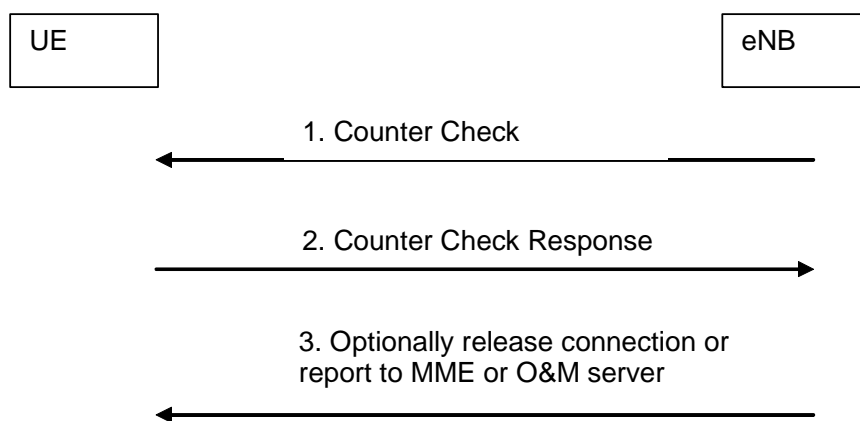 UE
eNB
1. Counter Check
2. Counter Check Response
3. Optionally release connection or
report to MME or O&M server